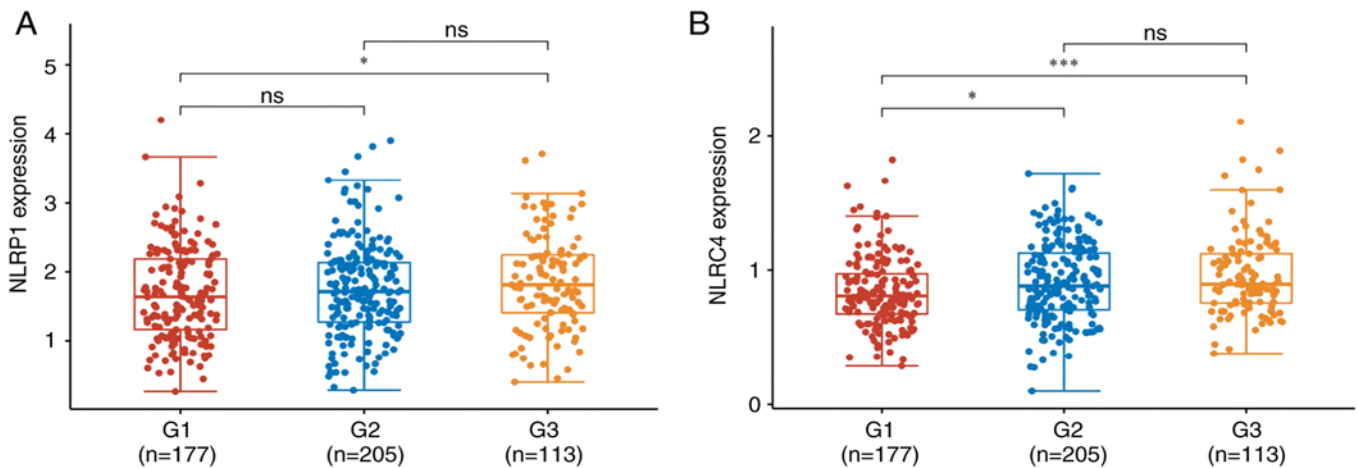 A
NLRP1 expression
5
4
3
2
1
ns
*
ns
G1
(n=177)
G2
(n=205)
G3
(n=113)
B
NLRC4 expression
2
1
0
ns
***
*
G1
(n=177)
G2
(n=205)
G3
(n=113)